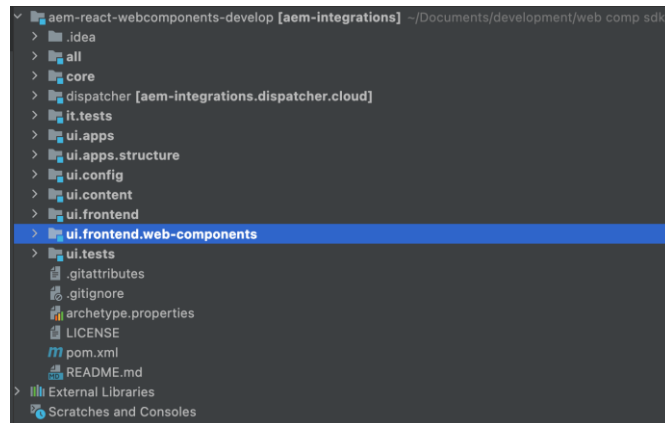 aem-react-webcomponents-develop [aem-integrations] ~/Documents/development/web comp sdk
.idea
all
core
dispatcher [aem-integrations.dispatcher.cloud]
it.tests
ui.apps
ui.apps.structure
ui.config
ui.content
ui.frontend
ui.frontend.web-components
ui.tests
.gitattributes
.gitignore
archetype.properties
LICENSE
m pom.xml
README.md
External Libraries
Scratches and Consoles